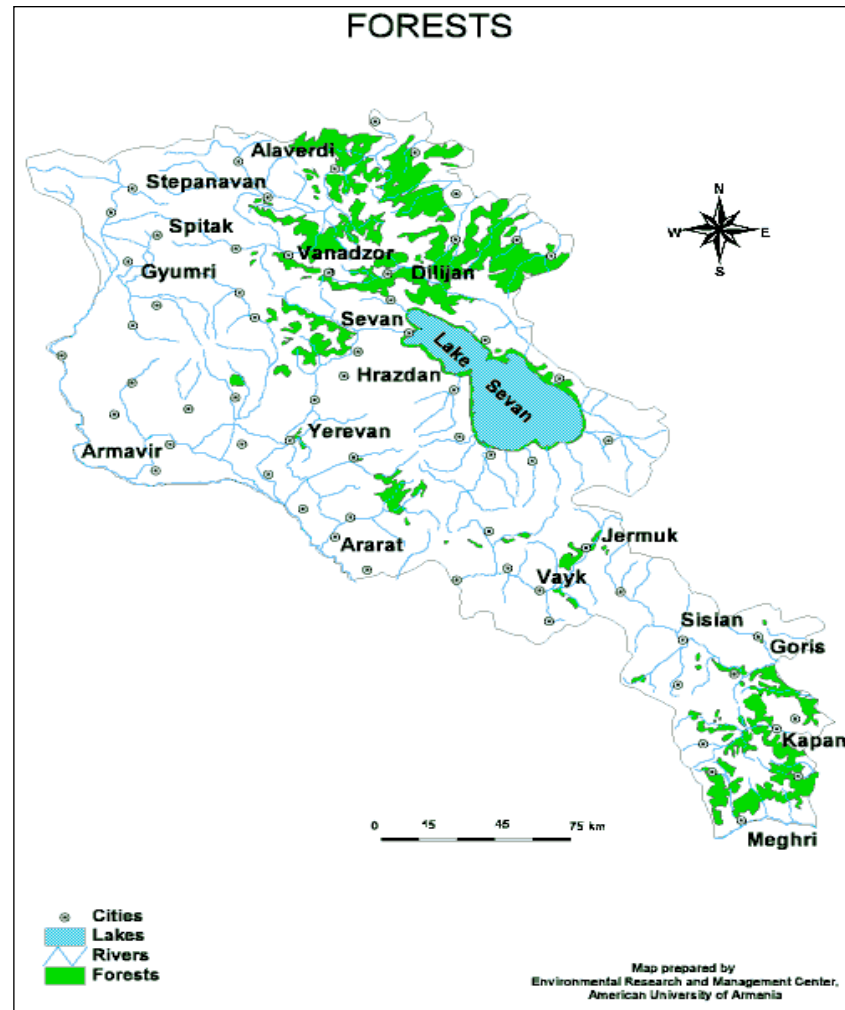 FORESTS
Alaverdi
Stepanavan
Spitak
Vanadzor
Gyumri
Dilijan
N
W
E
S
Sevan
Lake
Sevan
Hrazdan
Yerevan
Armavir
Ararat
Jermuk
Vayk
Sisian
Goris
Kapan
Meghri
0 15 45 75 km
Cities
Lakes
Rivers
Forests
Map prepared by
Environmental Research and Management Center,
American University of Armenia